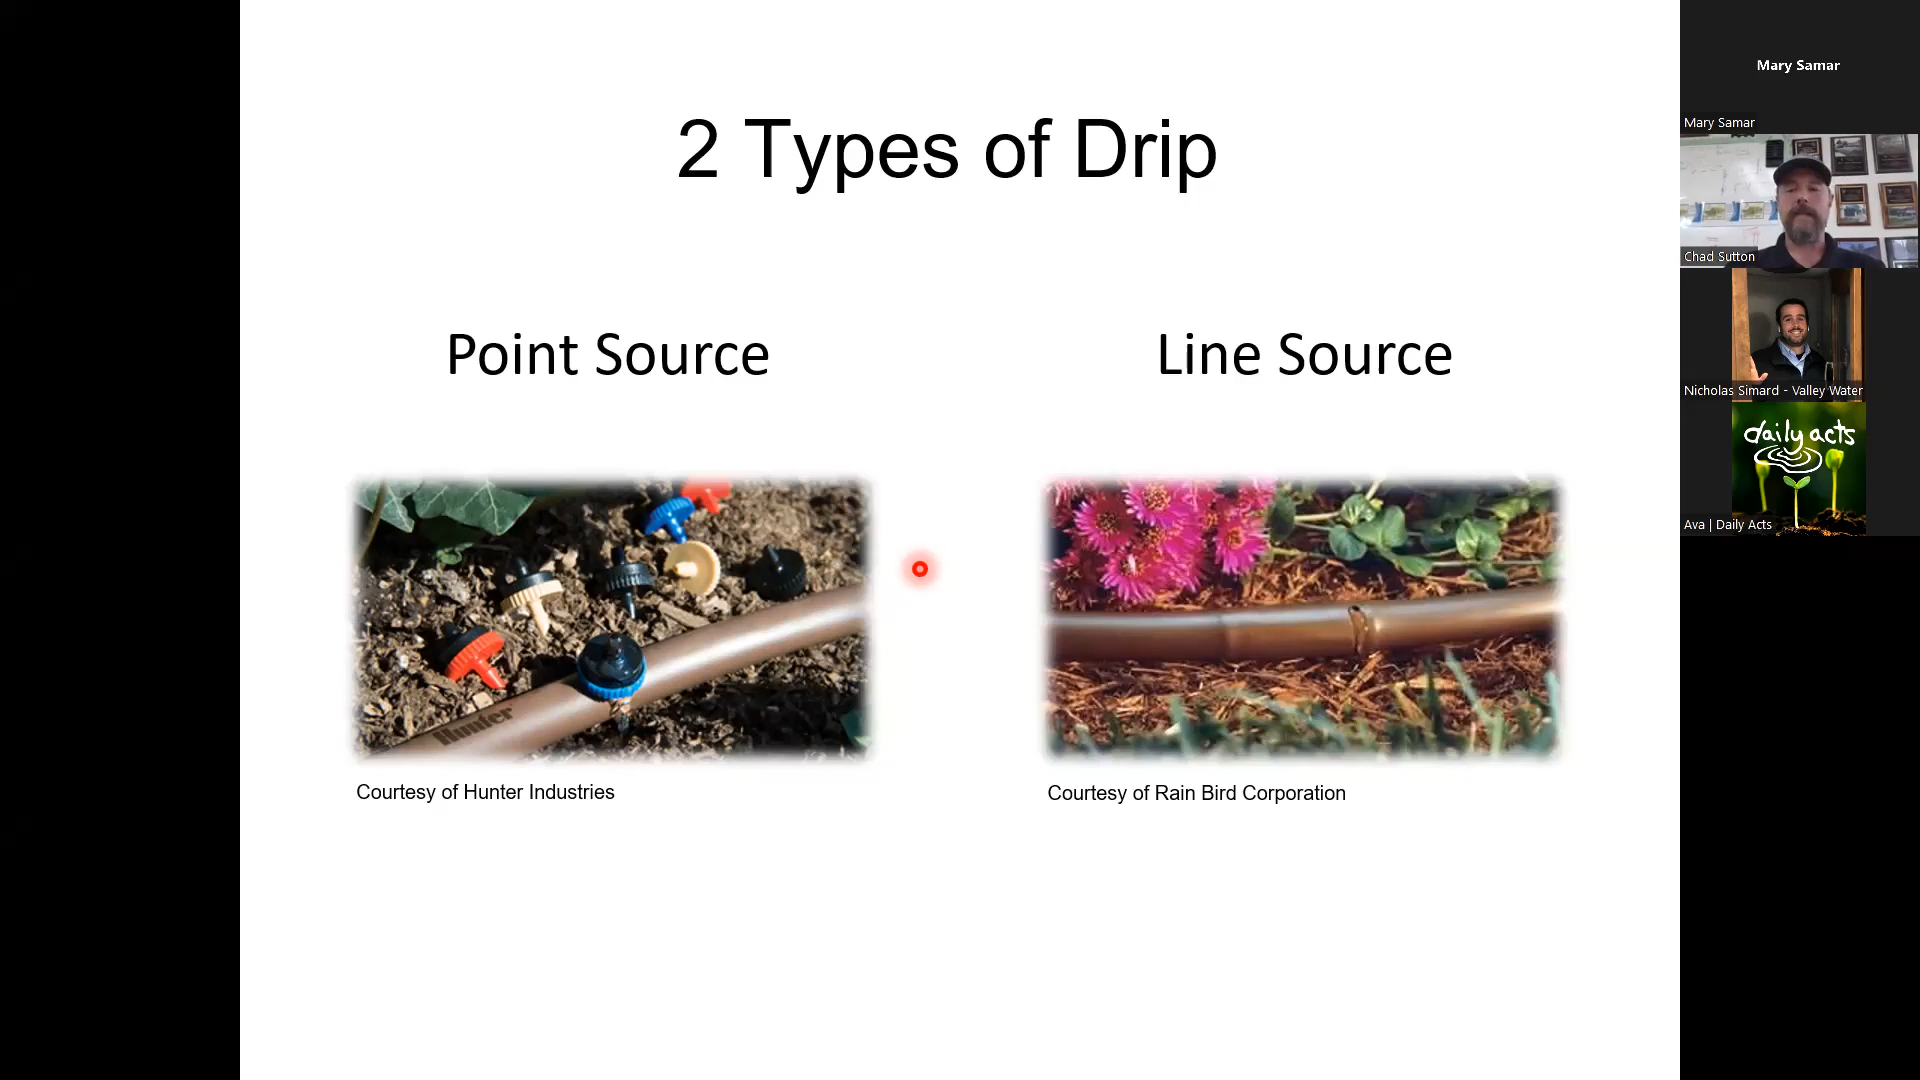 2 Types of Drip
Point Source
Line Source
Hunter
Courtesy of Hunter Industries
Courtesy of Rain Bird Corporation
Mary Samar
Mary Samar
Chad Sutton
Nicholas Simard - Valley Water
daily acts
Ava | Daily Acts